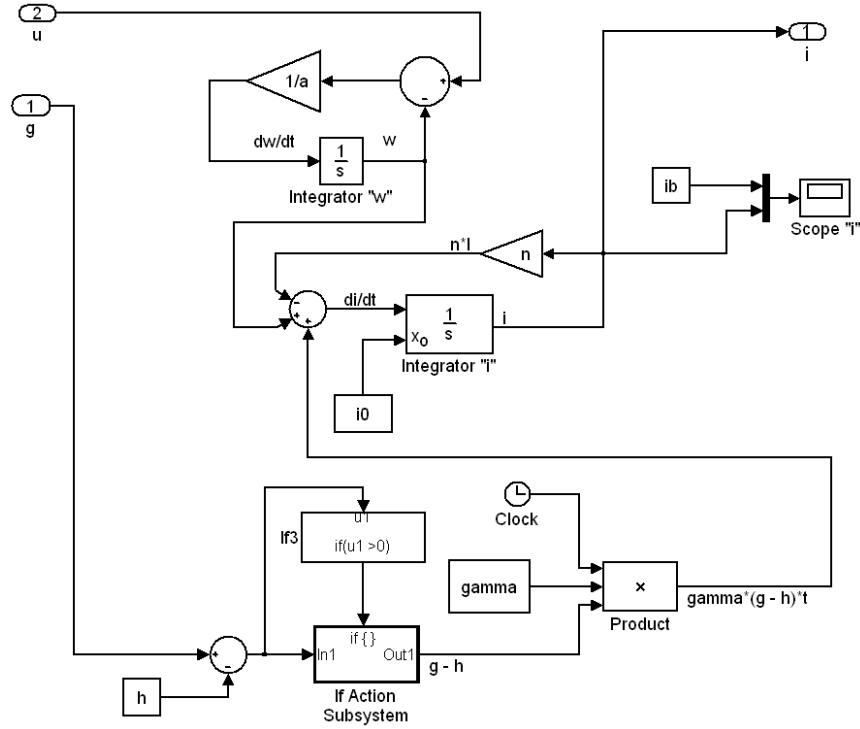 2
u
1
i
1/a
+
-
1
g
dw/dt
1
s
w
Integrator "w"
ib
Scope "i"
n*I
n
-
+
+
di/dt
1
s
xo
i
Integrator "i"
i0
Clock
u1
if(u1 >0)
If3
gamma
×
gamma*(g - h)*t
Product
if { }
In1
Out1
g - h
+
-
h
If Action
Subsystem